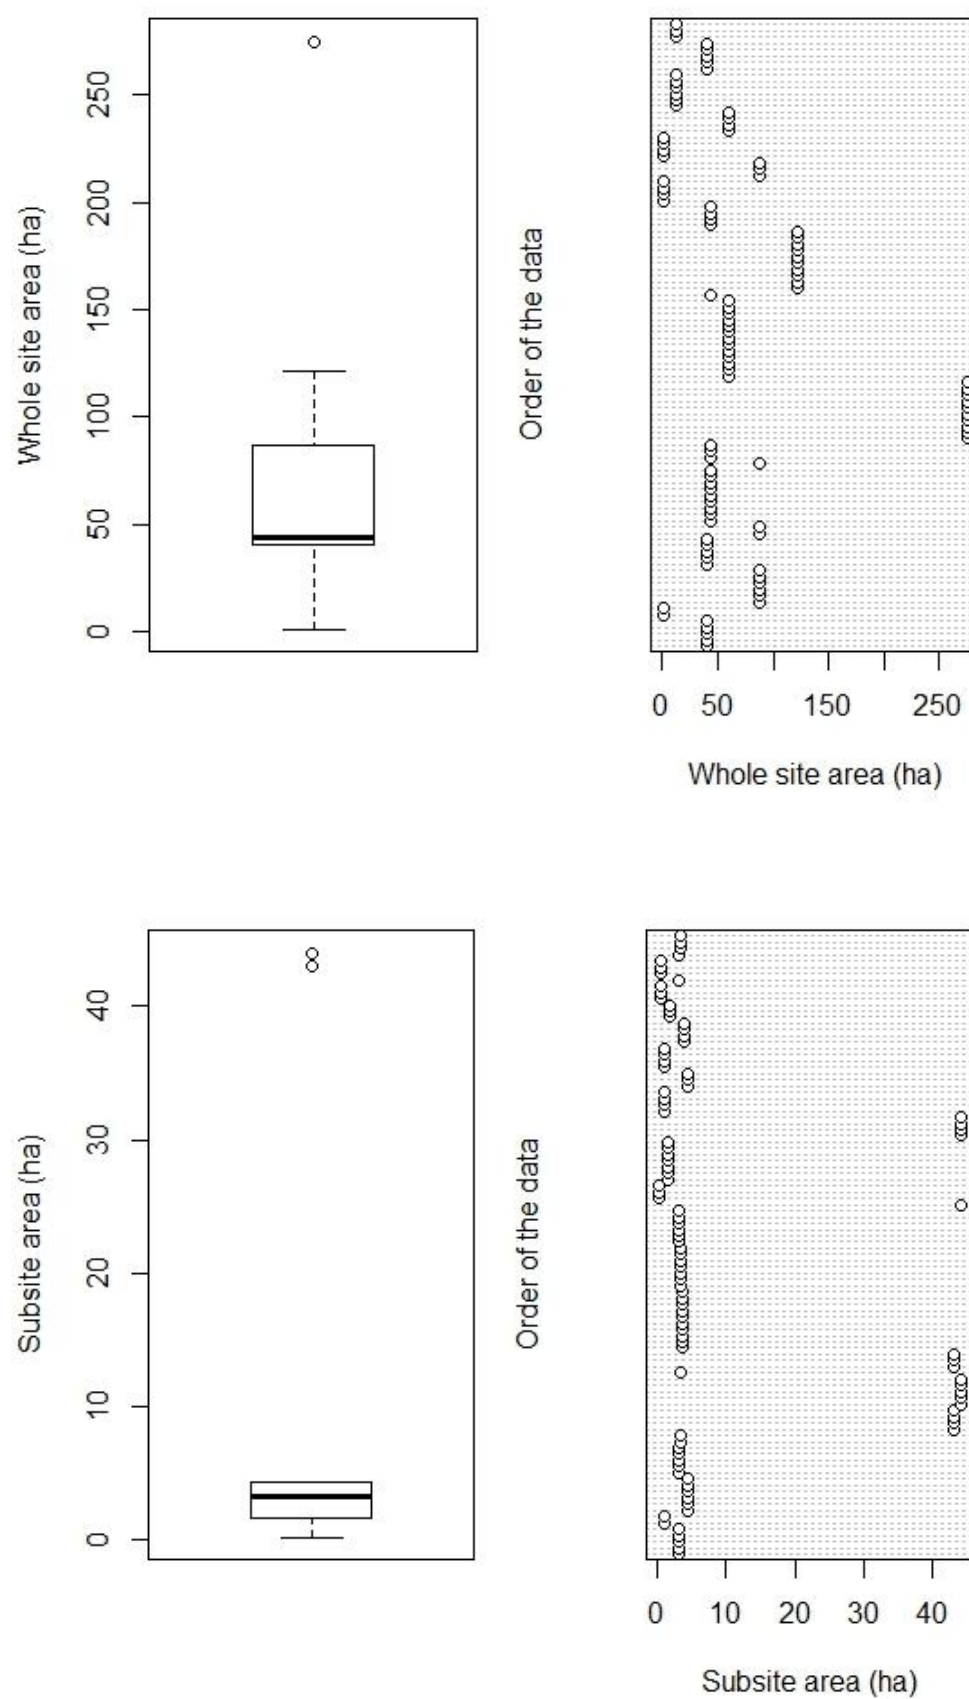 Whole site area (ha)
0
50
100
150
200
250
Order of the data
0 50 150 250
Whole site area (ha)
Subsite area (ha)
0
10
20
30
40
Order of the data
0 10 20 30 40
Subsite area (ha)